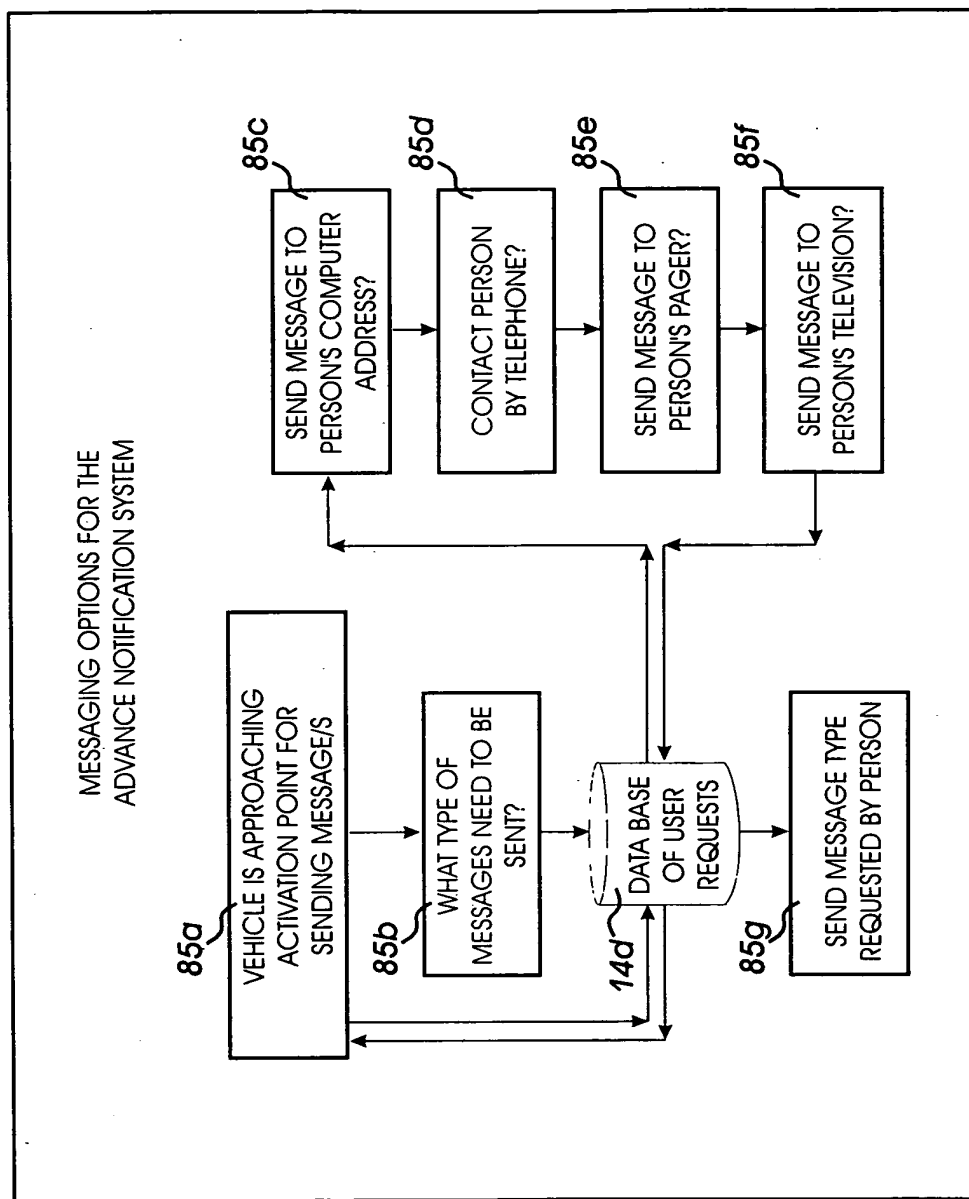 MESSAGING OPTIONS FOR THE
ADVANCE NOTIFICATION SYSTEM
85a
VEHICLE IS APPROACHING
ACTIVATION POINT FOR
SENDING MESSAGE/S
85b
WHAT TYPE OF
MESSAGES NEED TO BE
SENT?
14d
DATA BASE
OF USER
REQUESTS
85g
SEND MESSAGE TYPE
REQUESTED BY PERSON
85c
SEND MESSAGE TO
PERSON'S COMPUTER
ADDRESS?
85d
CONTACT PERSON
BY TELEPHONE?
85e
SEND MESSAGE TO
PERSON'S PAGER?
85f
SEND MESSAGE TO
PERSON'S TELEVISION?